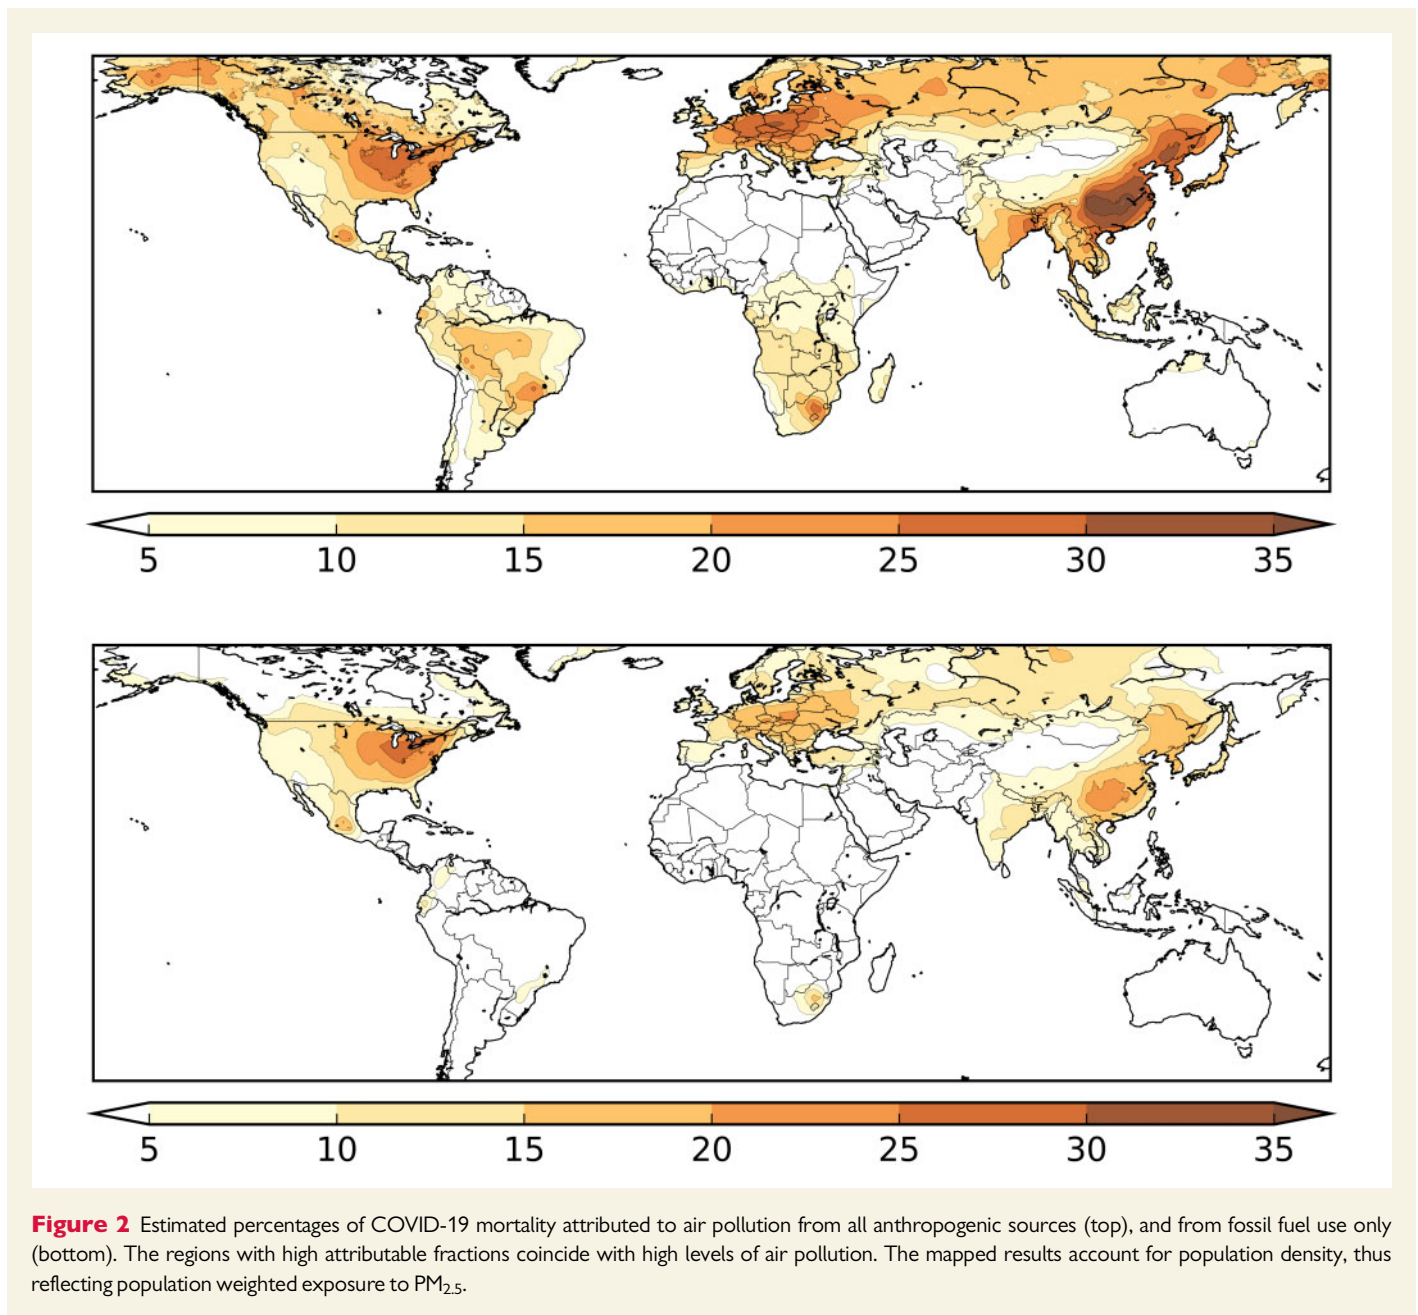 5 10 15 20 25 30 35
5 10 15 20 25 30 35
Figure 2 Estimated percentages of COVID-19 mortality attributed to air pollution from all anthropogenic sources (top), and from fossil fuel use only
(bottom). The regions with high attributable fractions coincide with high levels of air pollution. The mapped results account for population density, thus
reflecting population weighted exposure to PM2.5.